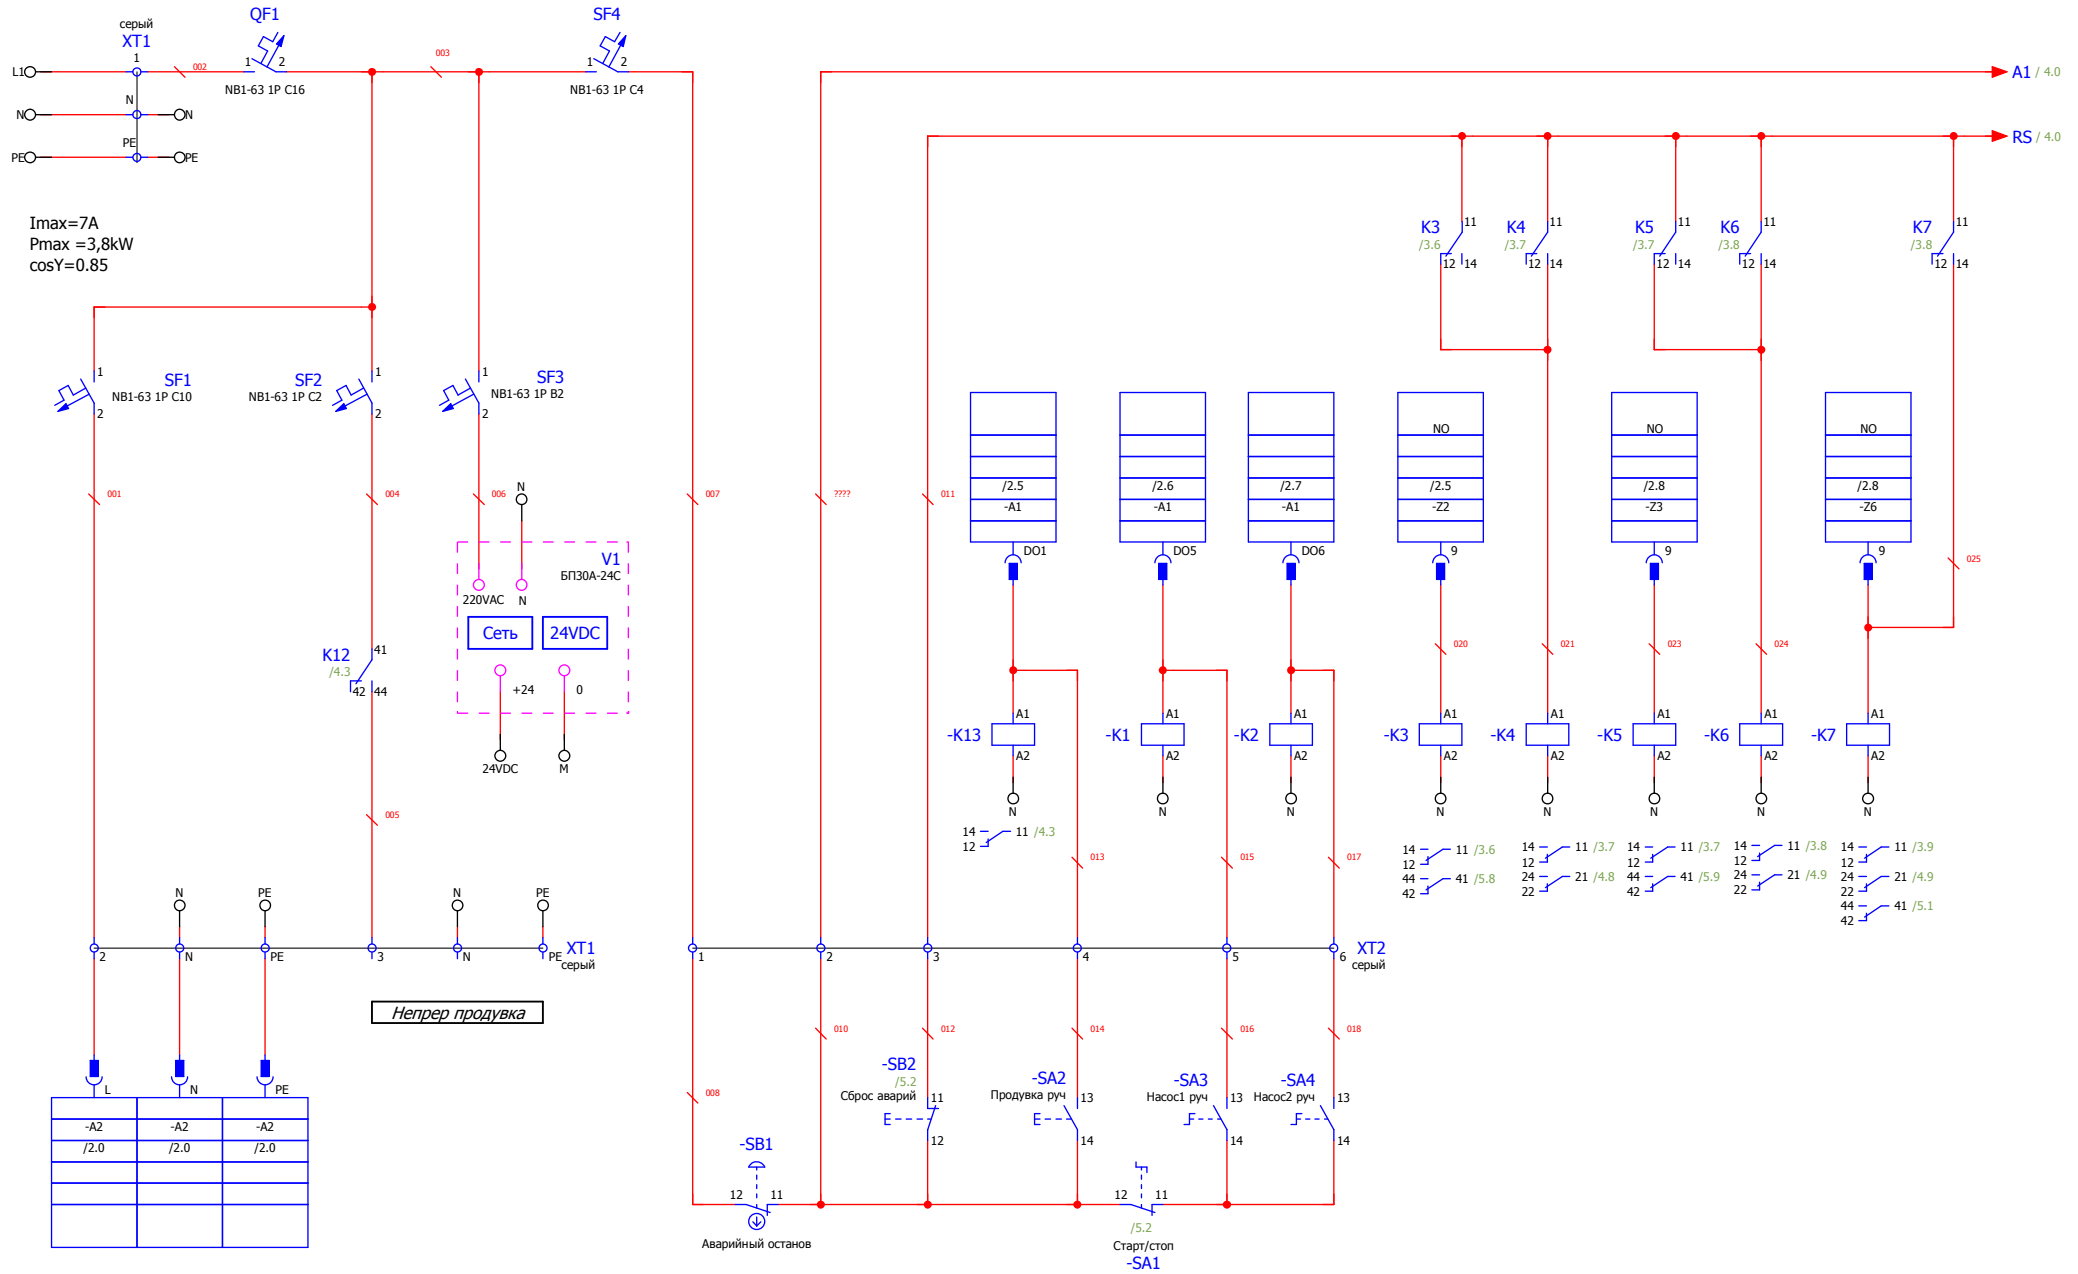 QF1
SF4
серый
XT1
1
L1
002
1
2
003
1
2
A1 / 4.0
NB1-63 1P C16
NB1-63 1P C4
N
N
N
RS / 4.0
PE
PE
PE
Imax=7A
Pmax =3,8kW
cosY=0.85
K3
/3.6
11
12
14
K4
/3.7
11
12
14
K5
/3.7
11
12
14
K6
/3.8
11
12
14
K7
/3.8
11
12
14
1
SF1
NB1-63 1P C10
2
SF2
NB1-63 1P C2
1
2
1
SF3
NB1-63 1P B2
2
NO
NO
NO
/2.5
/2.6
/2.7
/2.5
/2.8
/2.8
-A1
-A1
-A1
-Z2
-Z3
-Z6
001
004
006
N
007
????
011
DO1
DO5
DO6
9
9
9
025
V1
БП30А-24С
220VAC
N
Сеть
24VDC
+24
0
24VDC
M
K12
/4.3
41
42
44
020
021
023
024
-K13
A1
A2
N
-K1
A1
A2
N
-K2
A1
A2
N
-K3
A1
A2
N
-K4
A1
A2
N
-K5
A1
A2
N
-K6
A1
A2
N
-K7
A1
A2
N
14
11 /4.3
12
14
11 /3.6
12
44
41 /5.8
42
14
11 /3.7
12
24
21 /4.8
22
14
11 /3.7
12
44
41 /5.9
42
14
11 /3.8
12
24
21 /4.9
22
14
11 /3.9
12
24
21 /4.9
22
44
41 /5.1
42
005
013
015
017
N
PE
N
PE
2
N
PE
3
N
PE
XT1
серый
1
2
3
4
5
6
XT2
серый
Непрер продувка
010
012
014
016
018
008
-SB2
/5.2
Сброс аварий
11
12
-SA2
Продувка руч
13
14
-SA3
Насос1 руч
13
14
-SA4
Насос2 руч
13
14
L
N
PE
-A2
-A2
-A2
/2.0
/2.0
/2.0
-SB1
12
11
Аварийный останов
12
11
/5.2
Старт/стоп
-SA1